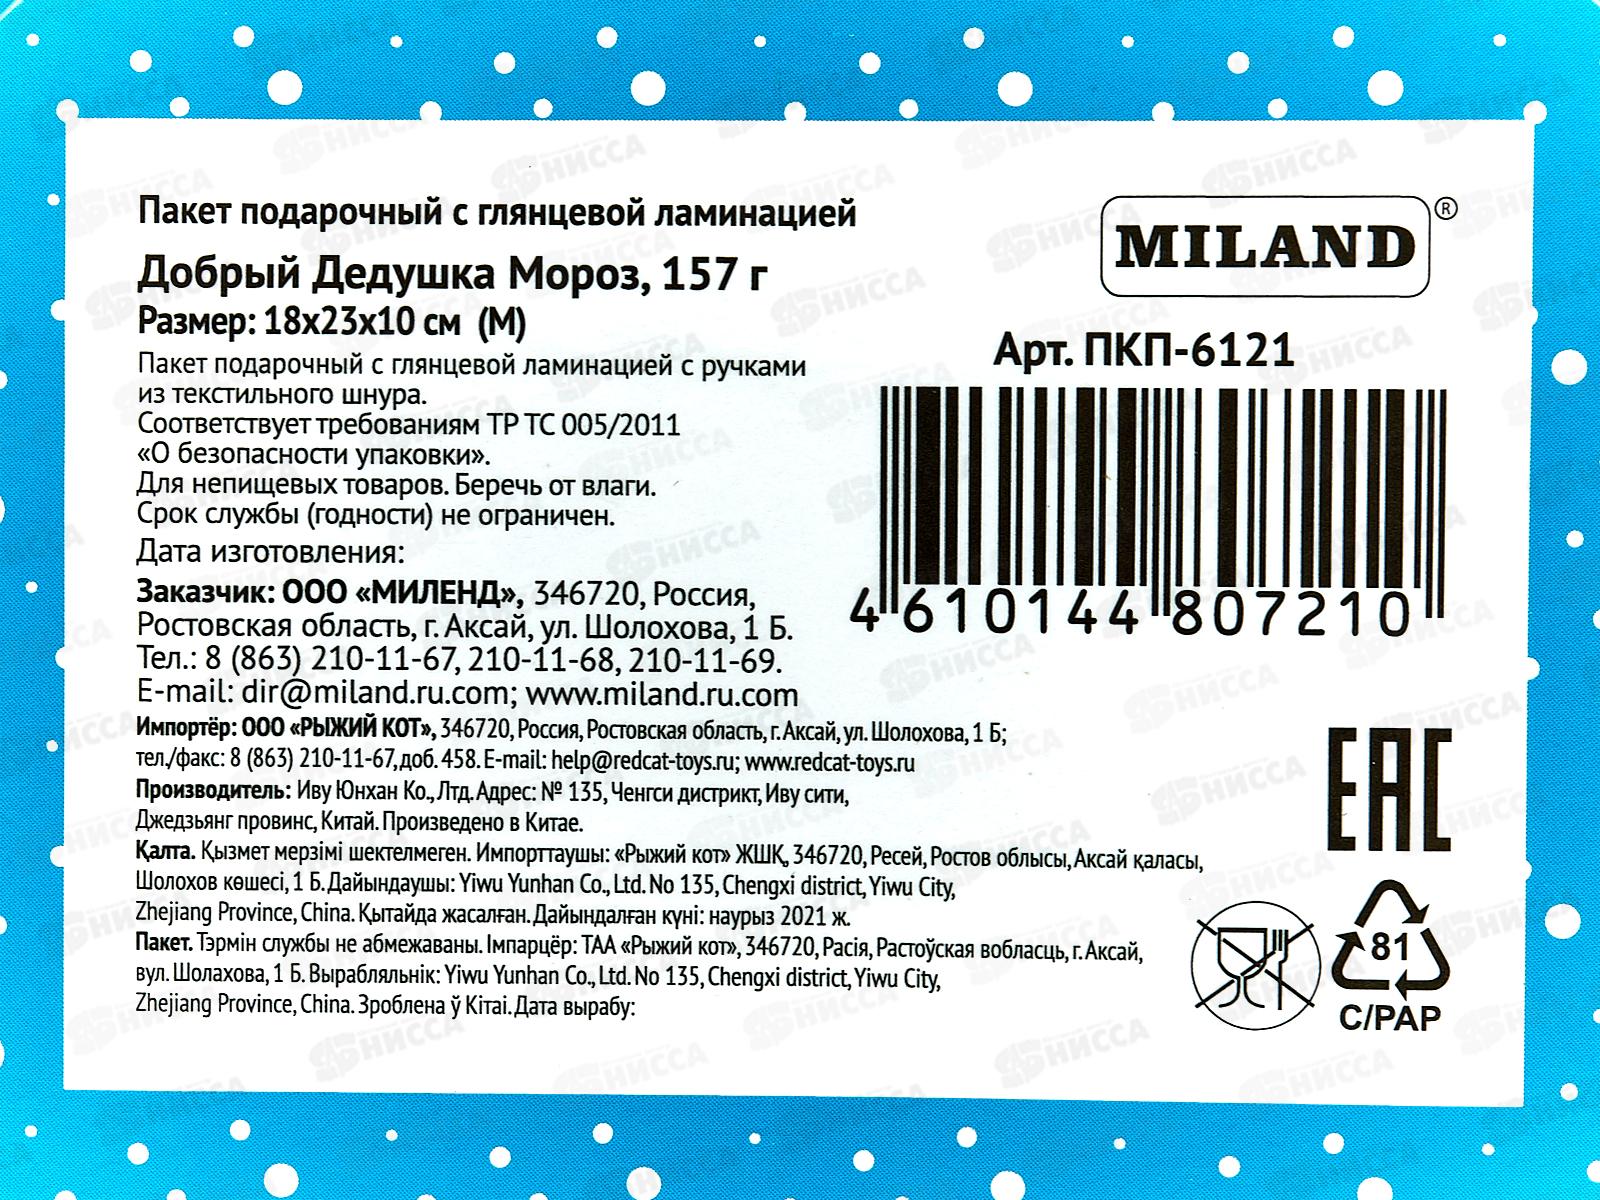 Пакет подарочный с глянцевой ламинацией
Добрый Дедушка Мороз, 157 г
Размер: 18х23х10 см (М)
Пакет подарочный с глянцевой ламинацией с ручками
из текстильного шнура.
Соответствует требованиям ТР ТС 005/2011
«О безопасности упаковки».
Для непищевых товаров. Беречь от влаги.
Срок службы (годности) не ограничен.
Дата изготовления:
Заказчик: ООО «МИЛЕНД», 346720, Россия,
Ростовская область, г. Аксай, ул. Шолохова, 1 Б.
Тел.: 8 (863) 210-11-67, 210-11-68, 210-11-69.
E-mail: dir@miland.ru.com; www.miland.ru.com
Импортёр: ООО «РЫЖИЙ КОТ», 346720, Россия, Ростовская область, г. Аксай, ул. Шолохова, 1 Б;
тел./факс: 8 (863) 210-11-67, доб. 458. E-mail: help@redcat-toys.ru; www.redcat-toys.ru
Производитель: Иву Юнхан Ко., Лтд. Адрес: № 135, Ченгси дистрикт, Иву сити,
Джедзьянг провинс, Китай. Произведено в Китае.
Қалта. Қызмет мерзімі шектелмеген. Импорттаушы: «Рыжий кот» ЖШҚ, 346720, Ресей, Ростов облысы, Аксай қаласы,
Шолохов көшесі, 1 Б. Дайындаушы: Yiwu Yunhan Co., Ltd. No 135, Chengxi district, Yiwu City,
Zhejiang Province, China. Қытайда жасалған. Дайындалған күні: наурыз 2021 ж.
Пакет. Тэрмін службы не абмежаваны. Імпарцёр: ТАА «Рыжий кот», 346720, Расія, Растоўская вобласць, г. Аксай,
вул. Шолахова, 1 Б. Вырабляльнік: Yiwu Yunhan Co., Ltd. No 135, Chengxi district, Yiwu City,
Zhejiang Province, China. Зроблена ў Кітаі. Дата вырабу:
MILAND®
Арт. ПКП-6121
4 610144 807210
EAC
81
C/PAP
НИССА